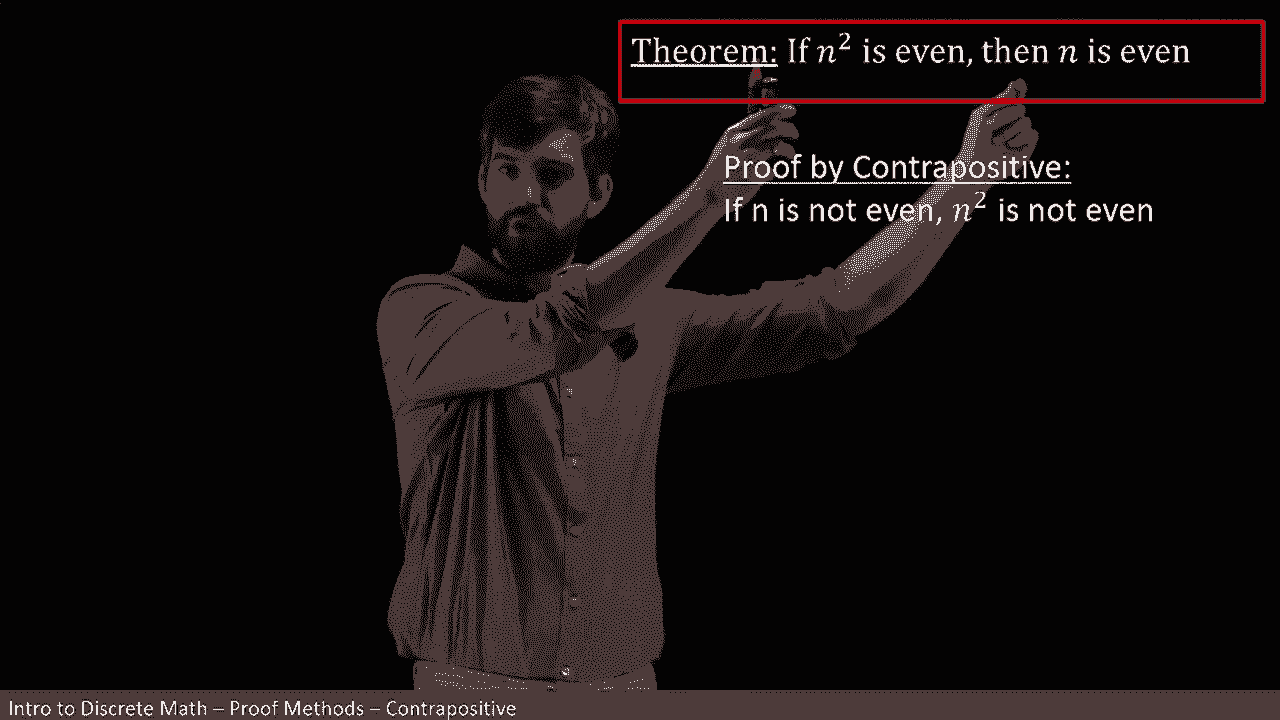 Theorem: If n² is even, then n is even
Proof by Contrapositive:
If n is not even, n² is not even
Intro to Discrete Math – Proof Methods – Contrapositive